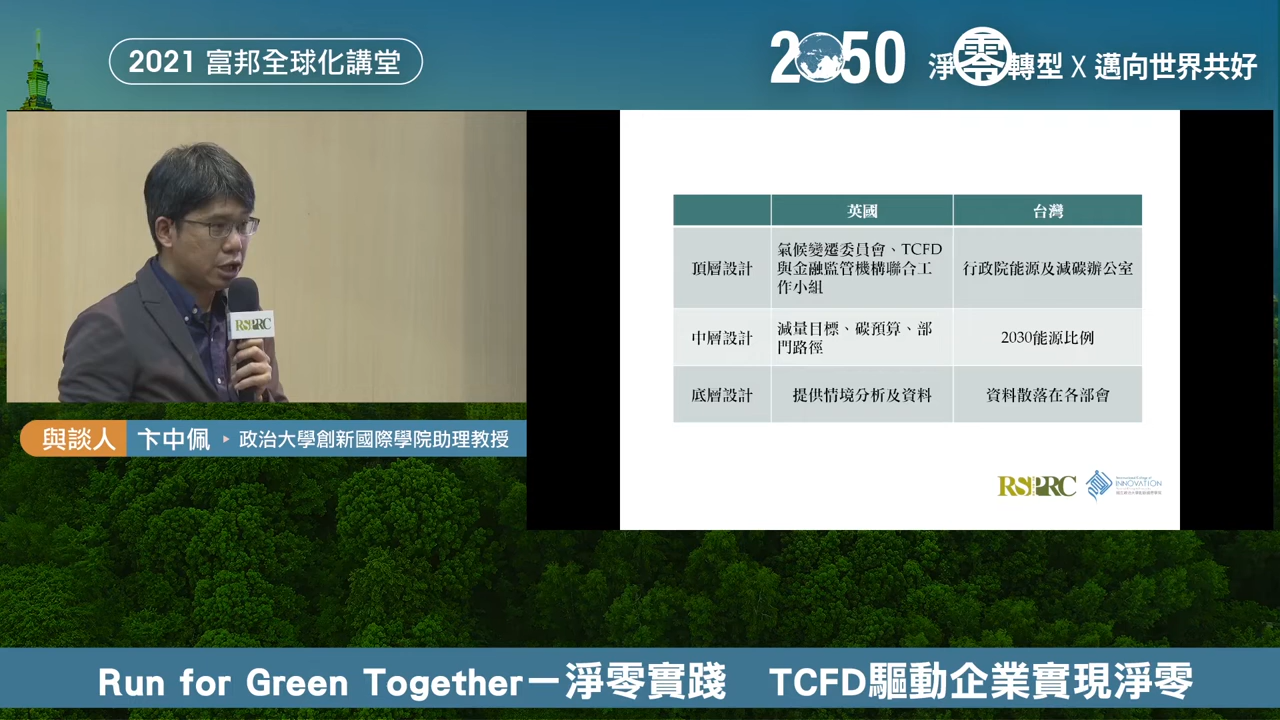 2021 富邦全球化講堂
2050 淨零轉型 X 邁向世界共好
RSPRC
與談人 卞中佩 政治大學創新國際學院助理教授
英國 台灣
頂層設計
氣候變遷委員會、TCFD
與金融監管機構聯合工
作小組
行政院能源及減碳辦公室
中層設計
減量目標、碳預算、部
門路徑
2030能源比例
底層設計
提供情境分析及資料
資料散落在各部會
RSPRC
INNOVATION
Run for Green Together－淨零實踐 TCFD驅動企業實現淨零